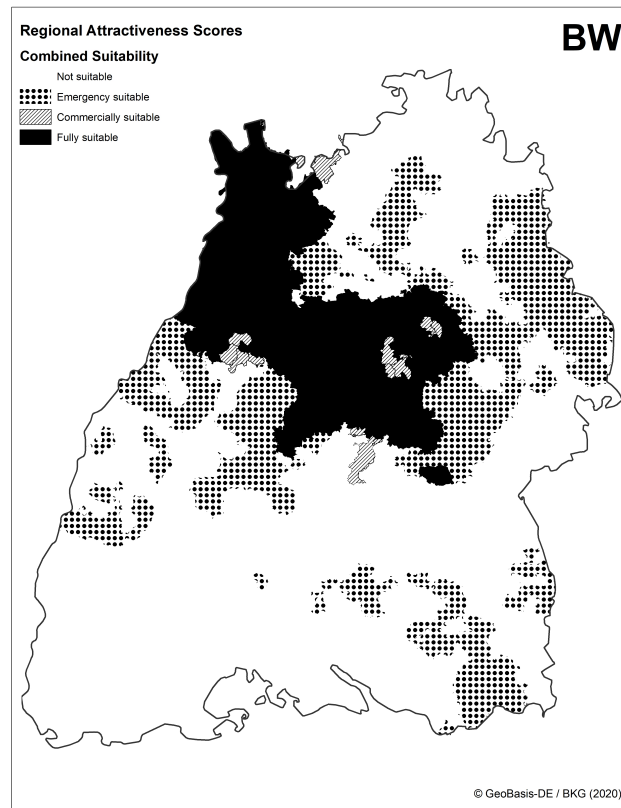 Regional Attractiveness Scores
BW
Combined Suitability
Not suitable
Emergency suitable
Commercially suitable
Fully suitable
© GeoBasis-DE / BKG (2020)